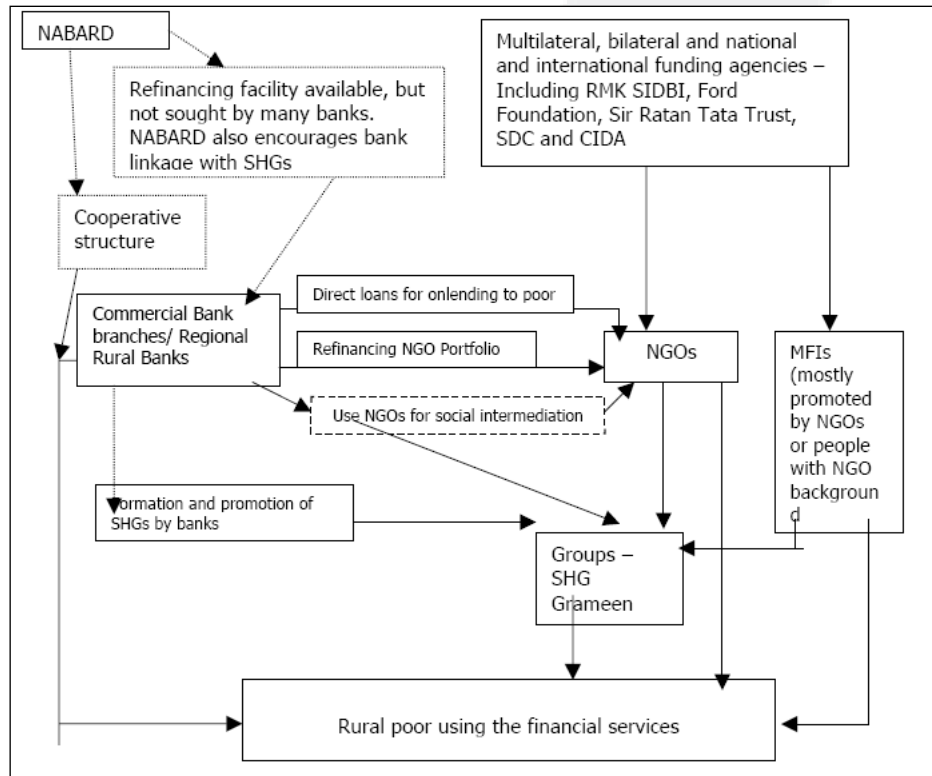 NABARD
Multilateral, bilateral and national
and international funding agencies –
Including RMK SIDBI, Ford
Foundation, Sir Ratan Tata Trust,
SDC and CIDA
Refinancing facility available, but
not sought by many banks.
NABARD also encourages bank
linkage with SHGs
Cooperative
structure
Direct loans for onlending to poor
Commercial Bank
branches/ Regional
Rural Banks
Refinancing NGO Portfolio
NGOs
MFIs
(mostly
promoted
by NGOs
or people
with NGO
backgroun
d
Use NGOs for social intermediation
Formation and promotion of
SHGs by banks
Groups –
SHG
Grameen
Rural poor using the financial services